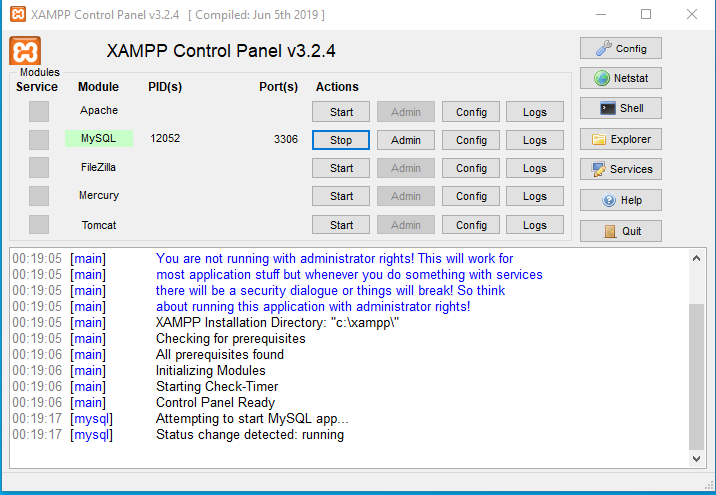 XAMPP Control Panel v3.2.4 [ Compiled: Jun 5th 2019 ]
XAMPP Control Panel v3.2.4
Modules
Service Module PID(s) Port(s) Actions
Apache Start Admin Config Logs
MySQL 12052 3306 Stop Admin Config Logs
FileZilla Start Admin Config Logs
Mercury Start Admin Config Logs
Tomcat Start Admin Config Logs
Config
Netstat
Shell
Explorer
Services
Help
Quit
00:19:05 [main] You are not running with administrator rights! This will work for
00:19:05 [main] most application stuff but whenever you do something with services
00:19:05 [main] there will be a security dialogue or things will break! So think
00:19:05 [main] about running this application with administrator rights!
00:19:05 [main] XAMPP Installation Directory: "c:\xampp\"
00:19:05 [main] Checking for prerequisites
00:19:06 [main] All prerequisites found
00:19:06 [main] Initializing Modules
00:19:06 [main] Starting Check-Timer
00:19:06 [main] Control Panel Ready
00:19:17 [mysql] Attempting to start MySQL app...
00:19:17 [mysql] Status change detected: running